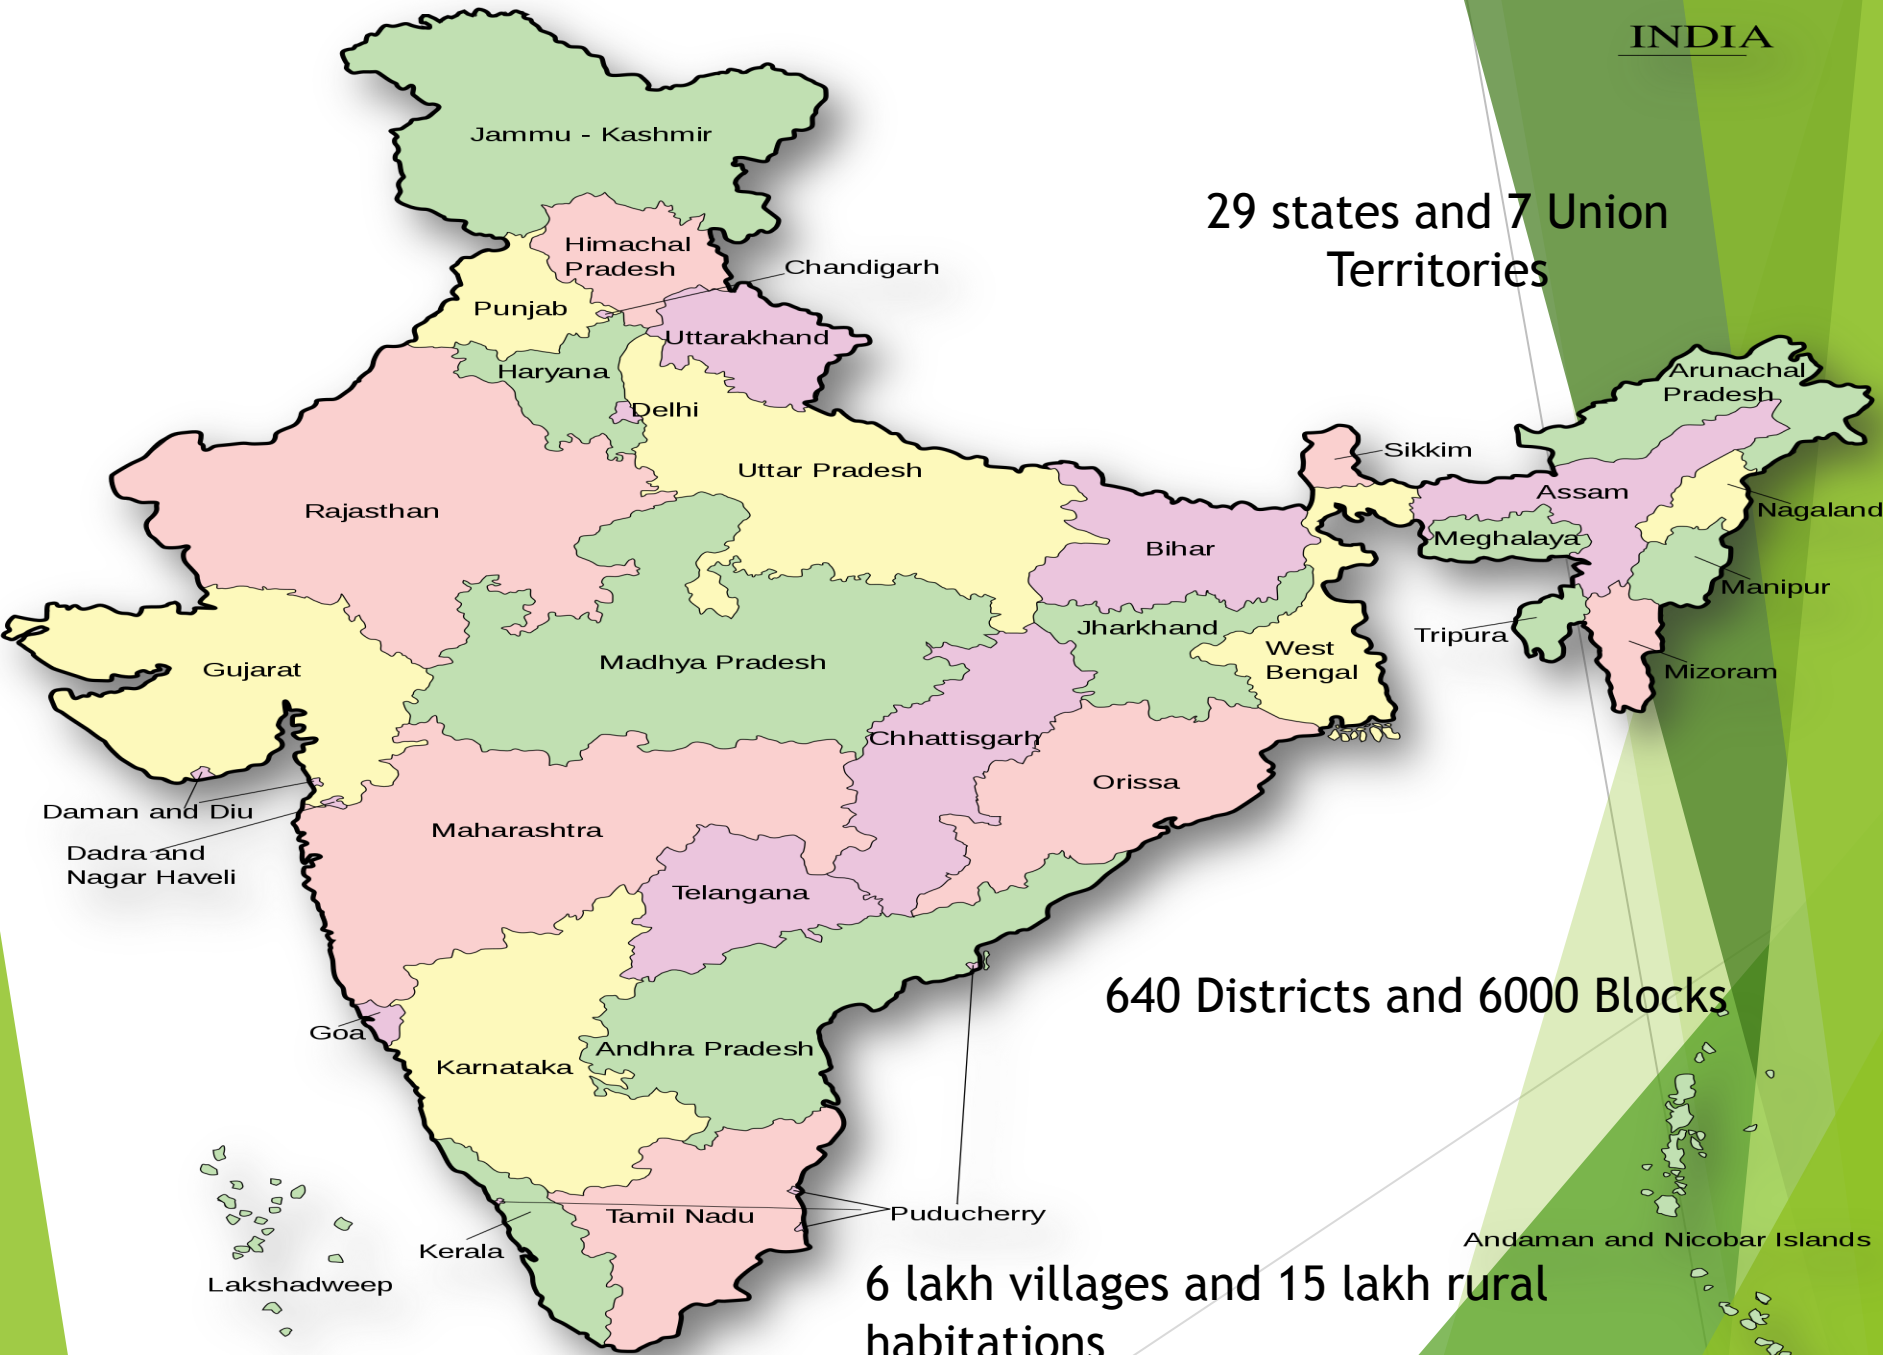 INDIA
Jammu - Kashmir
29 states and 7 Union
Territories
Himachal
Pradesh
Chandigarh
Punjab
Uttarakhand
Haryana
Delhi
Arunachal
Pradesh
Sikkim
Uttar Pradesh
Assam
Rajasthan
Nagaland
Meghalaya
Bihar
Manipur
Jharkhand
Tripura
West
Bengal
Madhya Pradesh
Gujarat
Mizoram
Chhattisgarh
Orissa
Daman and Diu
Maharashtra
Dadra and
Nagar Haveli
Telangana
640 Districts and 6000 Blocks
Goa
Andhra Pradesh
Karnataka
Puducherry
Tamil Nadu
Kerala
Andaman and Nicobar Islands
Lakshadweep
6 lakh villages and 15 lakh rural
habitations